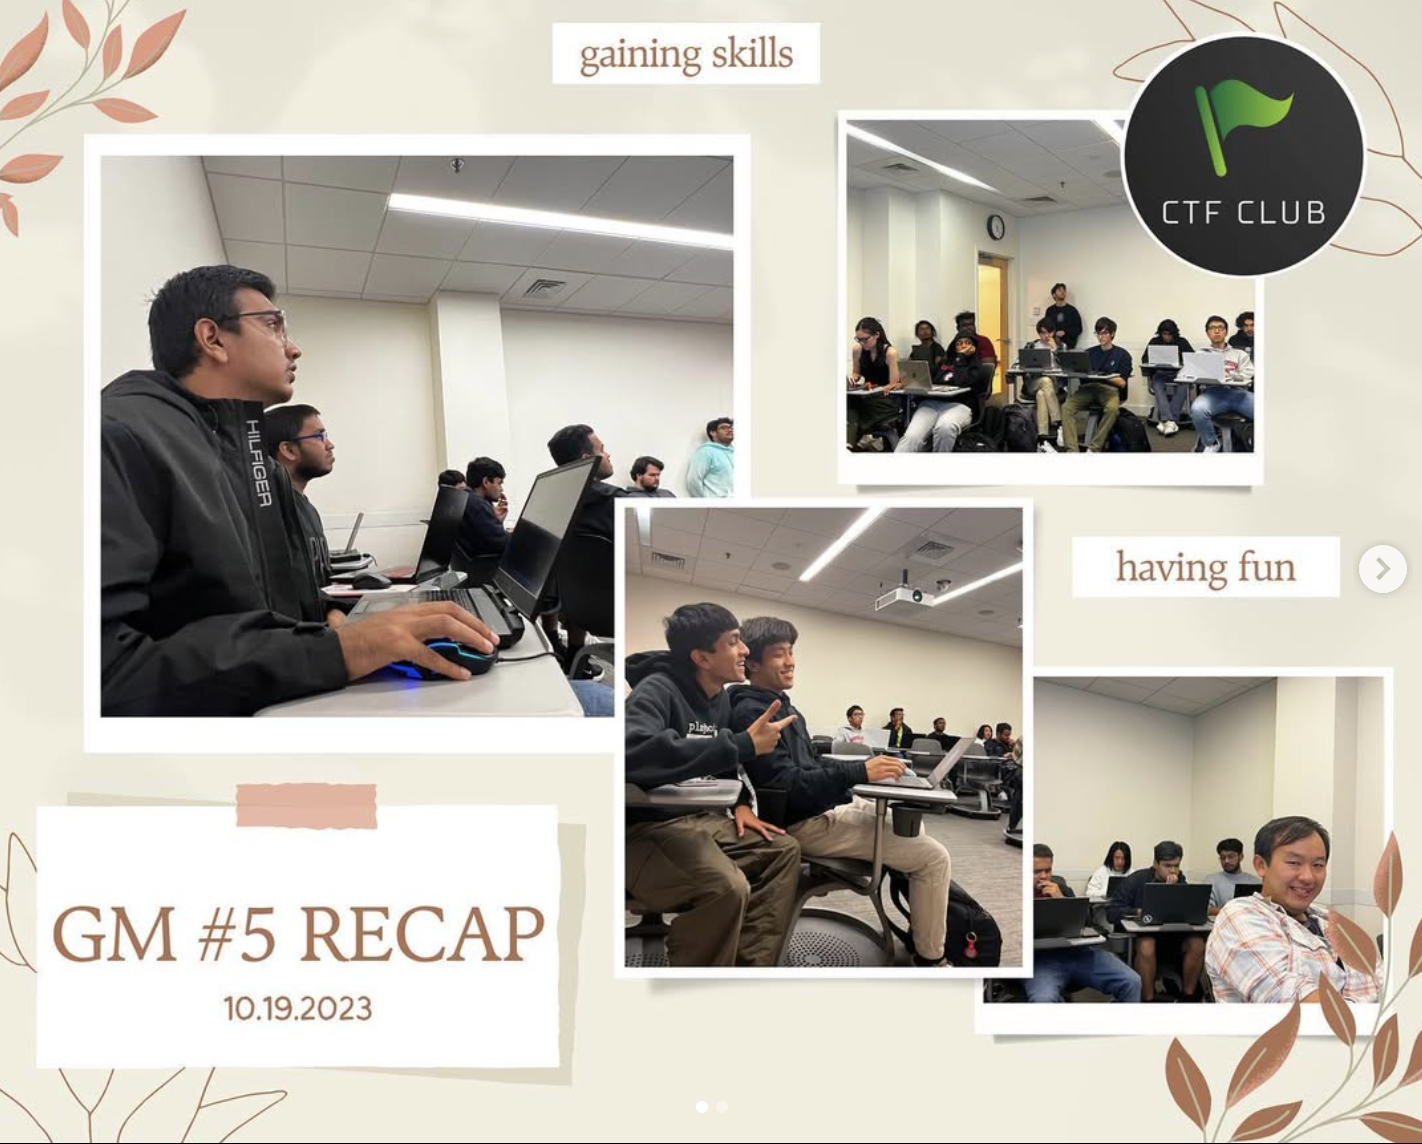 gaining skills
CTF CLUB
HILFIGER
having fun
GM #5 RECAP
10.19.2023